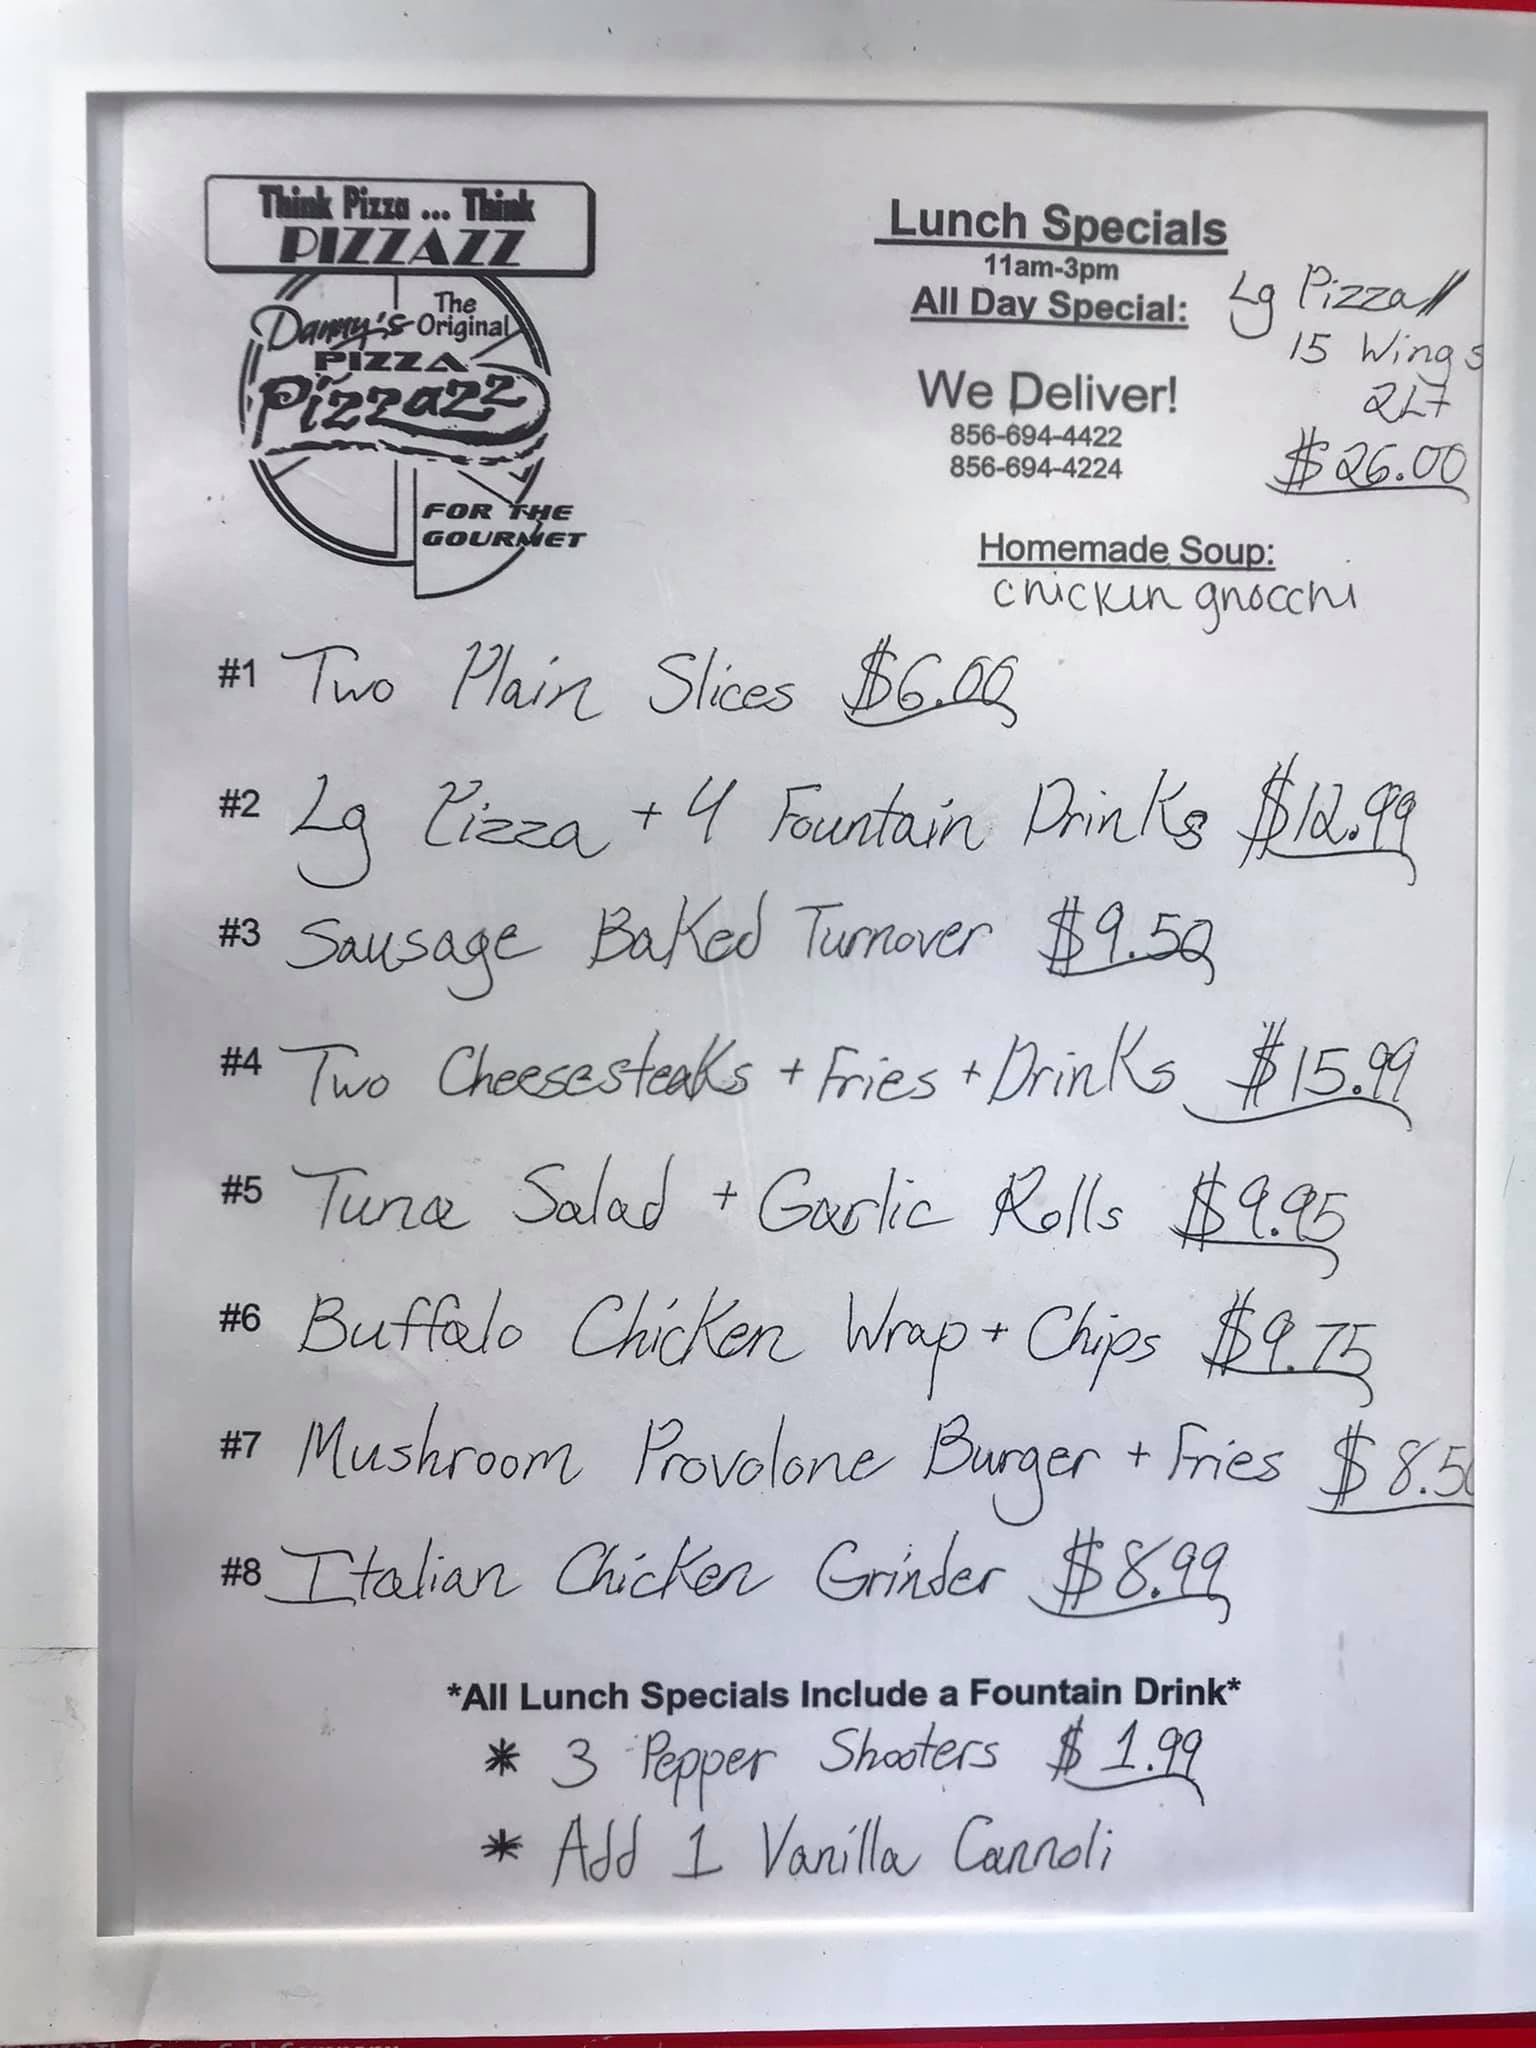 Think Pizza ... Think
PIZZAZZ
Danny's The Original
PIZZA
Pizzazz
FOR THE
GOURMET
Lunch Specials
11am-3pm
All Day Special: Lg Pizza
15 Wings
2LT
$26.00
We Deliver!
856-694-4422
856-694-4224
Homemade Soup:
chicken gnocchi
#1 Two Plain Slices $6.00
#2 Lg Pizza + 4 Fountain Drinks $12.99
#3 Sausage Baked Turnover $9.50
#4 Two Cheesesteaks + Fries + Drinks $15.99
#5 Tuna Salad + Garlic Rolls $9.95
#6 Buffalo Chicken Wrap + Chips $9.75
#7 Mushroom Provolone Burger + Fries $8.50
#8 Italian Chicken Grinder $8.99
*All Lunch Specials Include a Fountain Drink*
* 3 Pepper Shooters $1.99
* Add 1 Vanilla Cannoli